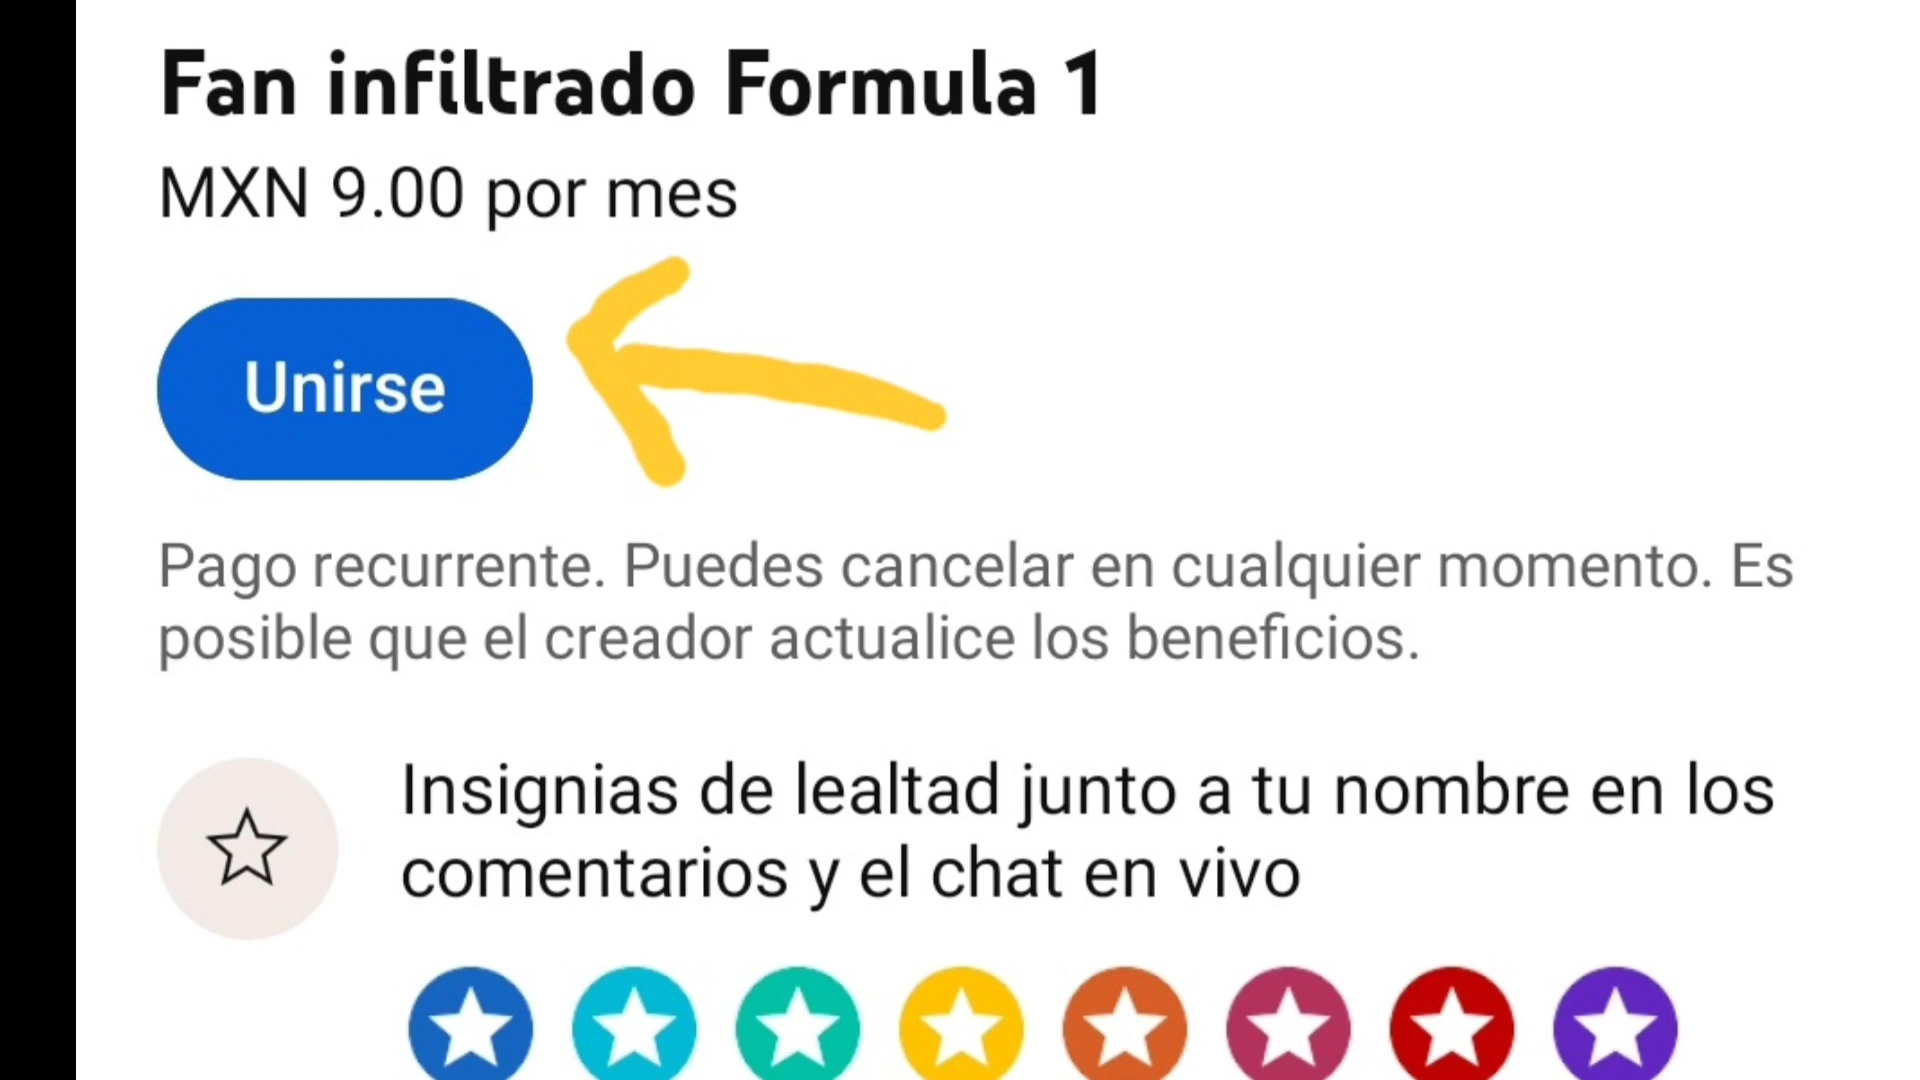 Fan infiltrado Formula 1
MXN 9.00 por mes
Unirse
Pago recurrente. Puedes cancelar en cualquier momento. Es
posible que el creador actualice los beneficios.
Insignias de lealtad junto a tu nombre en los
comentarios y el chat en vivo